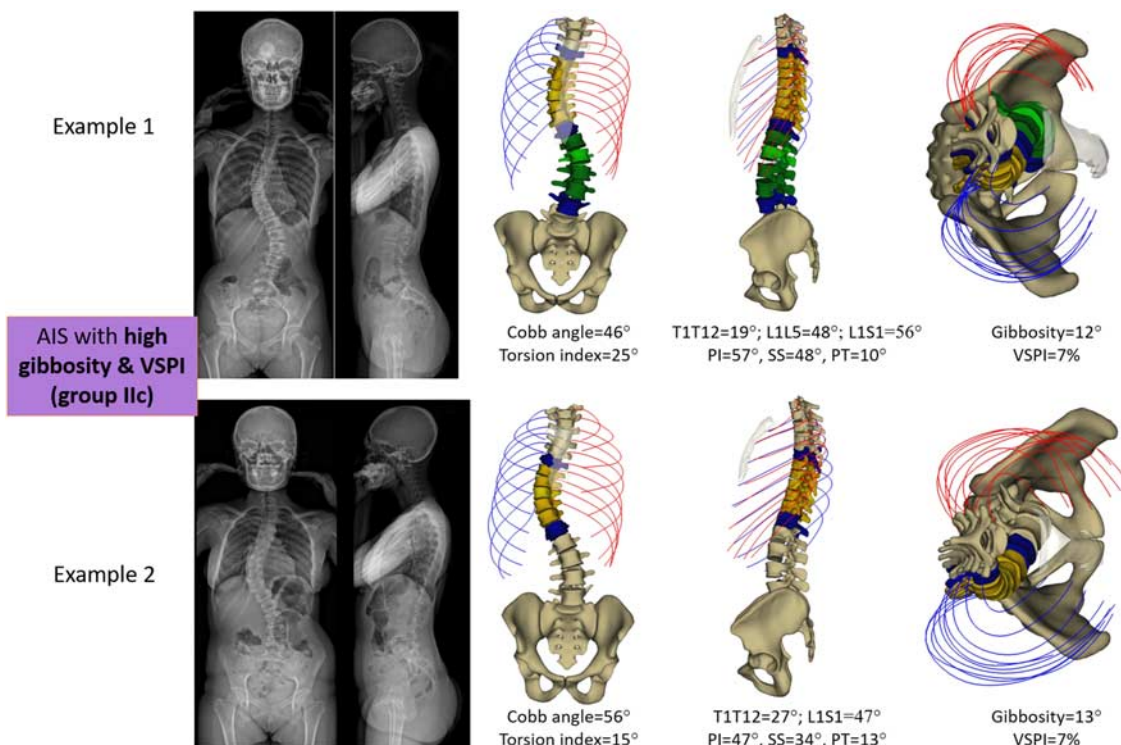 Example 1
Cobb angle=46°
Torsion index=25°
T1T12=19°; L1L5=48°; L1S1=56°
PI=57°, SS=48°, PT=10°
Gibbosity=12°
VSPI=7%
AIS with high
gibbosity & VSPI
(group IIc)
Example 2
Cobb angle=56°
Torsion index=15°
T1T12=27°; L1S1=47°
PI=47°, SS=34°, PT=13°
Gibbosity=13°
VSPI=7%